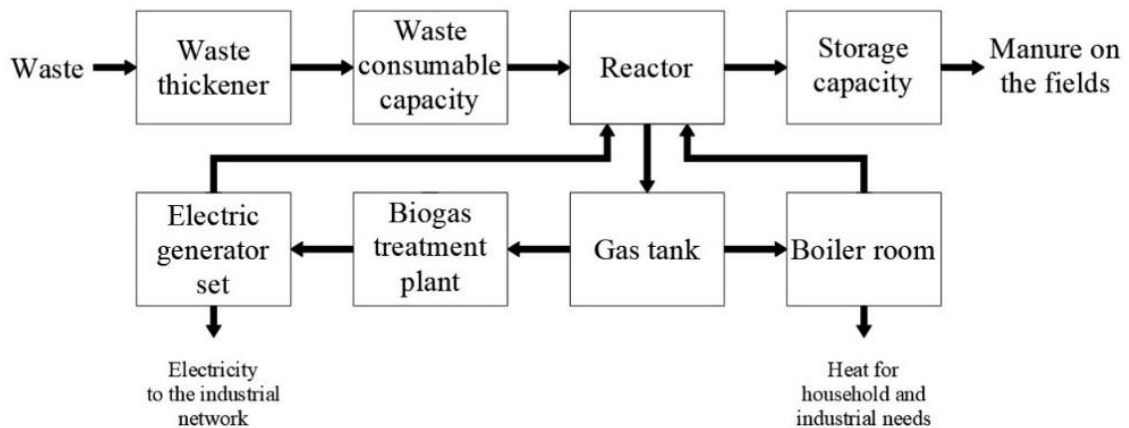 Waste
Waste
thickener
Waste
consumable
capacity
Reactor
Storage
capacity
Manure on
the fields
Electric
generator
set
Biogas
treatment
plant
Gas tank
Boiler room
Electricity
to the industrial
network
Heat for
household and
industrial needs